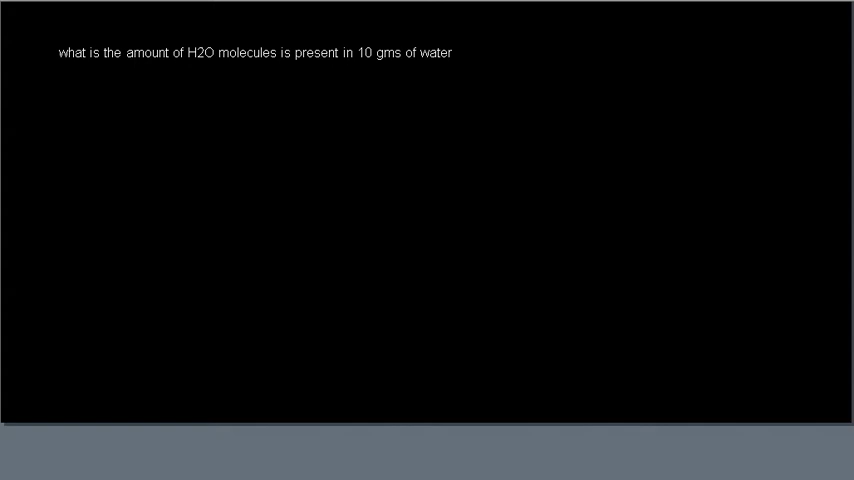 what is the amount of H2O molecules is present in 10 gms of water